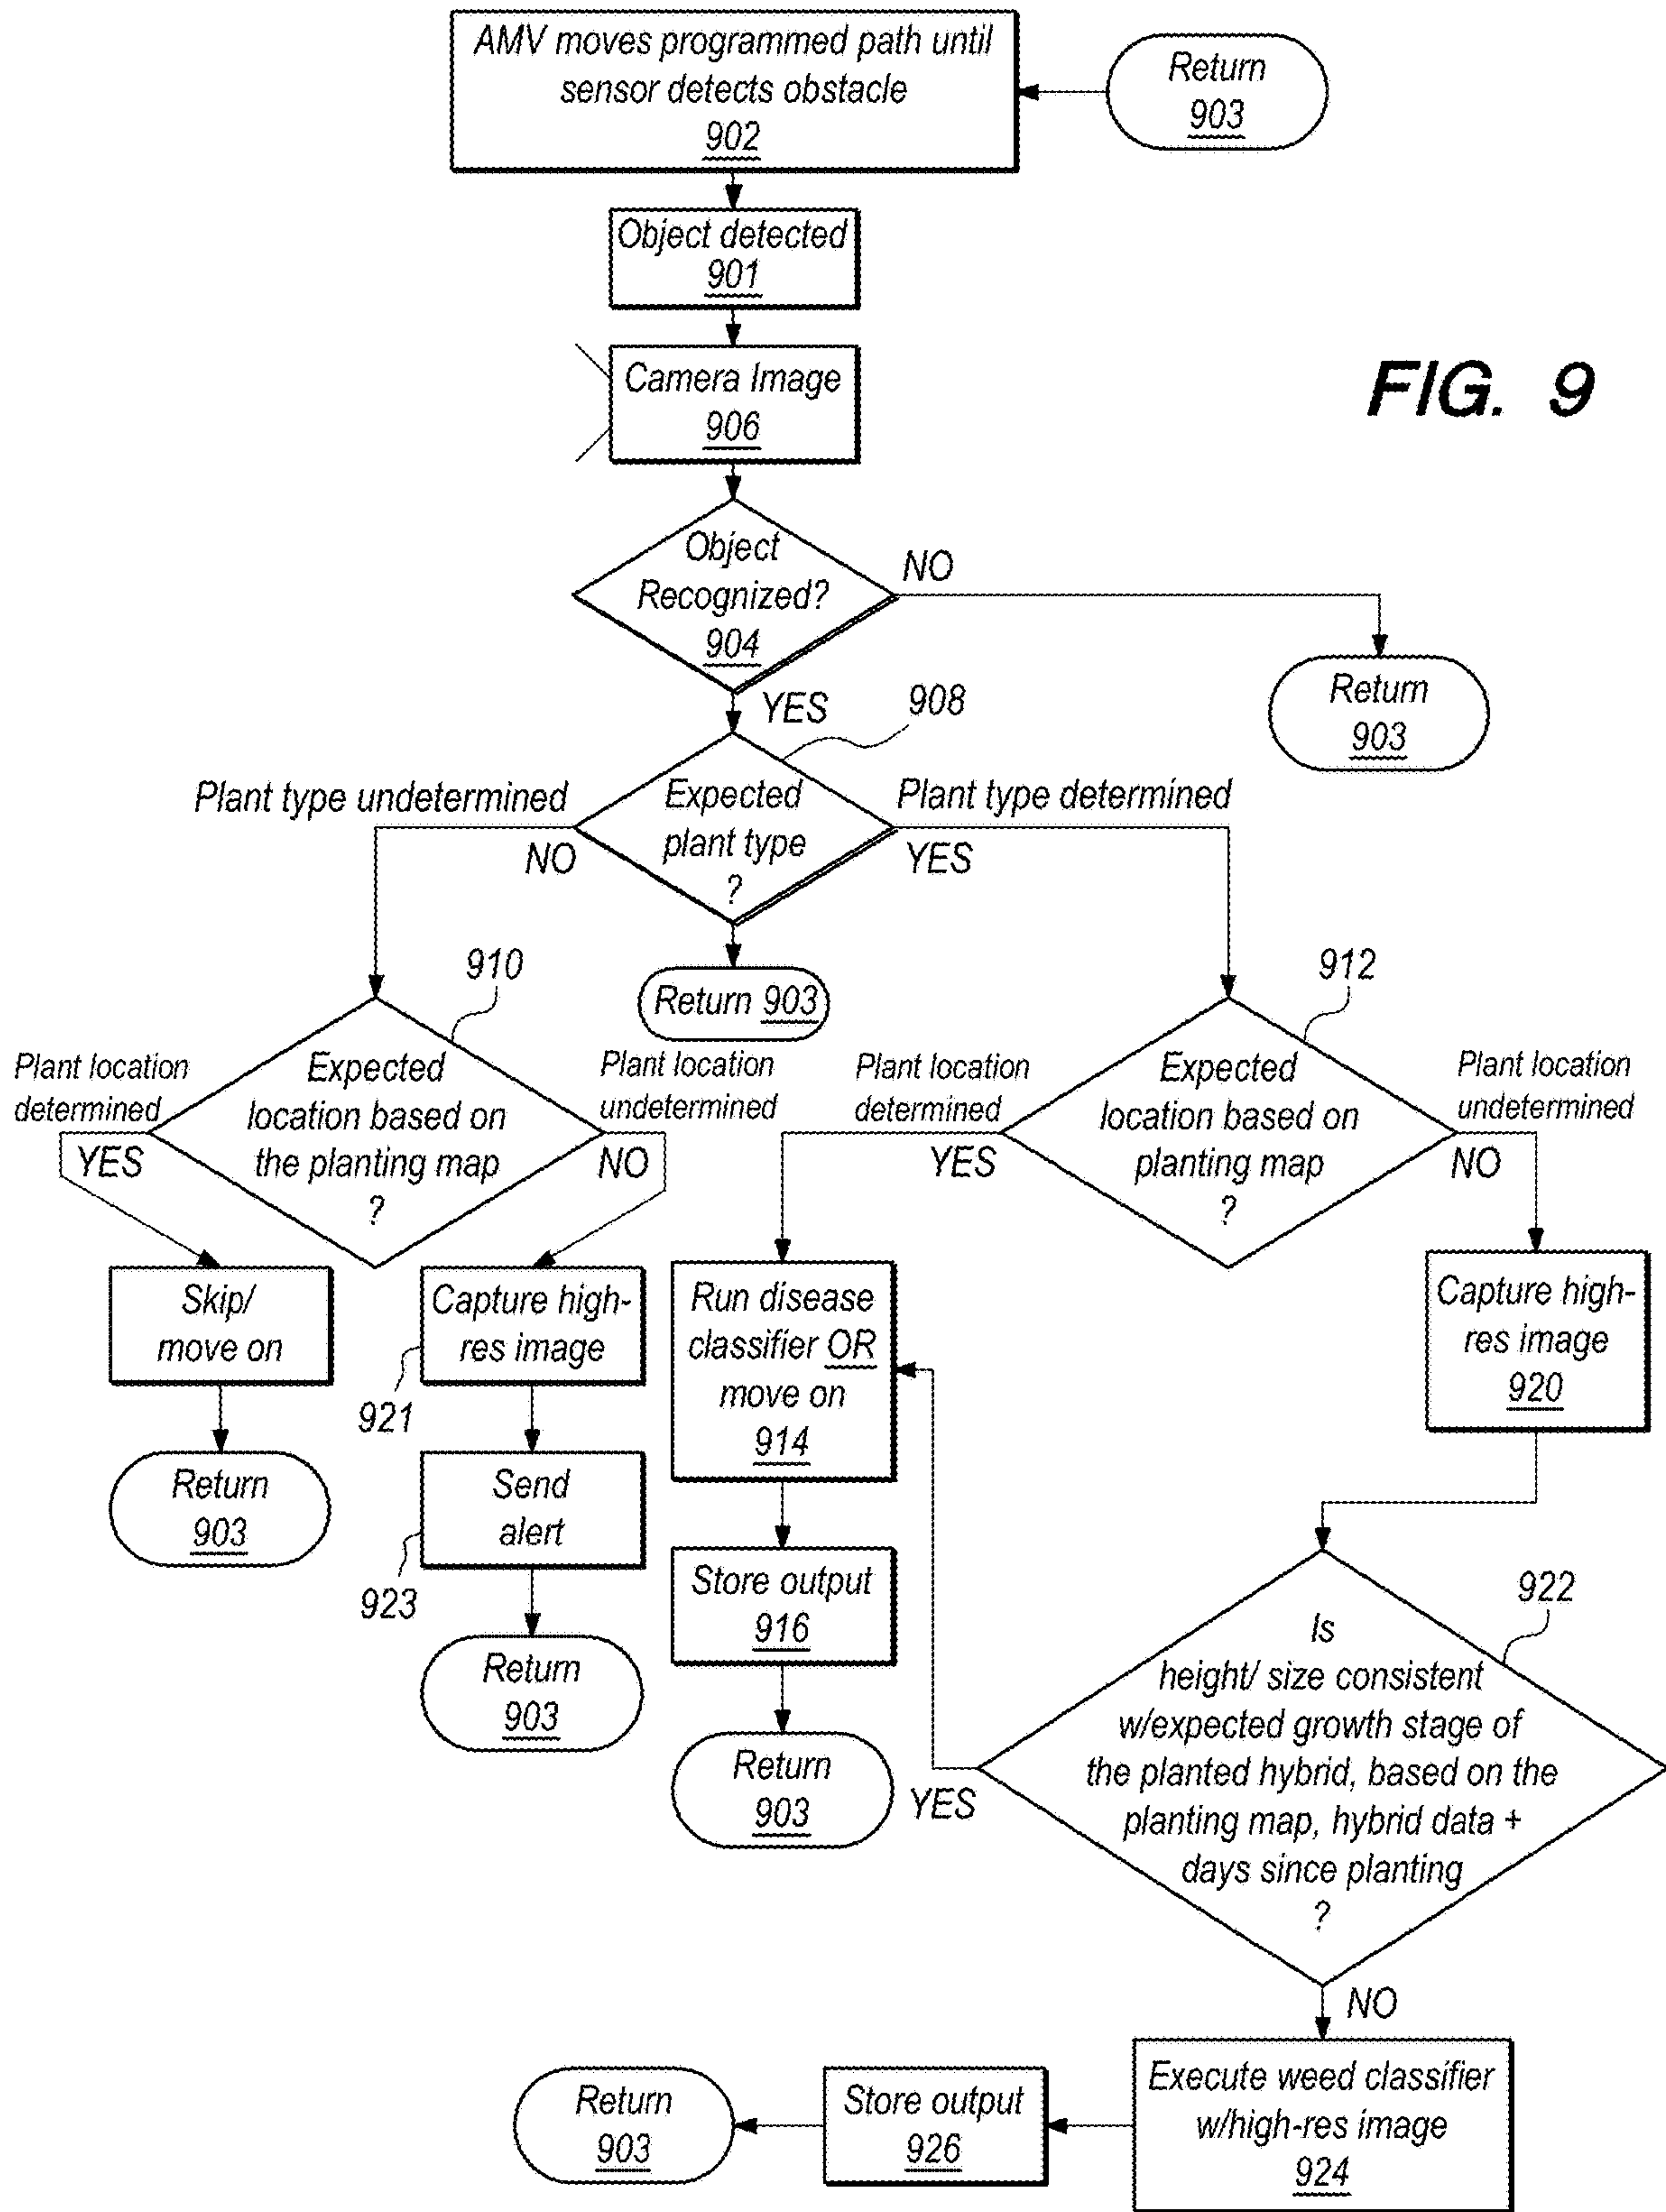 AMV moves programmed path until
sensor detects obstacle
902
Return
903
Object detected
901
Camera Image
906
FIG. 9
Object
Recognized?
904
NO
YES
Return
903
908
Expected
plant type
?
Plant type undetermined
NO
Plant type determined
YES
Return 903
910
Expected
location based on
the planting map
?
Plant location
determined
YES
Plant location
undetermined
NO
912
Expected
location based on
planting map
?
Plant location
determined
YES
Plant location
undetermined
NO
Skip/
move on
Return
903
Capture high-
res image
921
Send
alert
923
Return
903
Run disease
classifier OR
move on
914
Store output
916
Return
903
Capture high-
res image
920
922
Is
height/ size consistent
w/expected growth stage of
the planted hybrid, based on the
planting map, hybrid data +
days since planting
?
YES
NO
Execute weed classifier
w/high-res image
924
Store output
926
Return
903